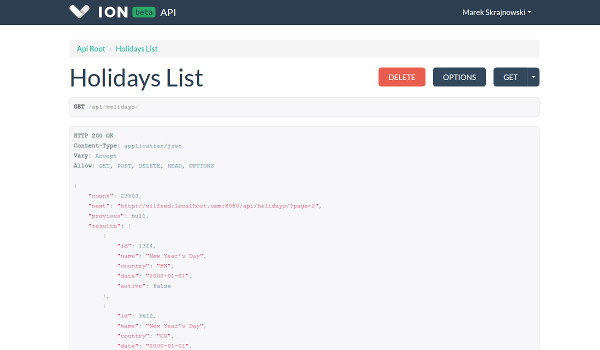 ION beta API
Marek Skrajnowski
Api Root - Holidays List
Holidays List
DELETE
OPTIONS
GET
GET /api/holidays/
HTTP 200 OK
Content-Type: application/json
Vary: Accept
Allow: GET, POST, DELETE, HEAD, OPTIONS
{
"count": 23503,
"next": "http://wilfred.localhost.com:8080/api/holidays/?page=2",
"previous": null,
"results": [
{
"id": 1314,
"name": "New Year's Day",
"country":
"date": "2000-01-01",
"active": false
},
{
"id": 3612,
"name": "New Year's Day",
"country": "CO",
"date": "2000-01-01",